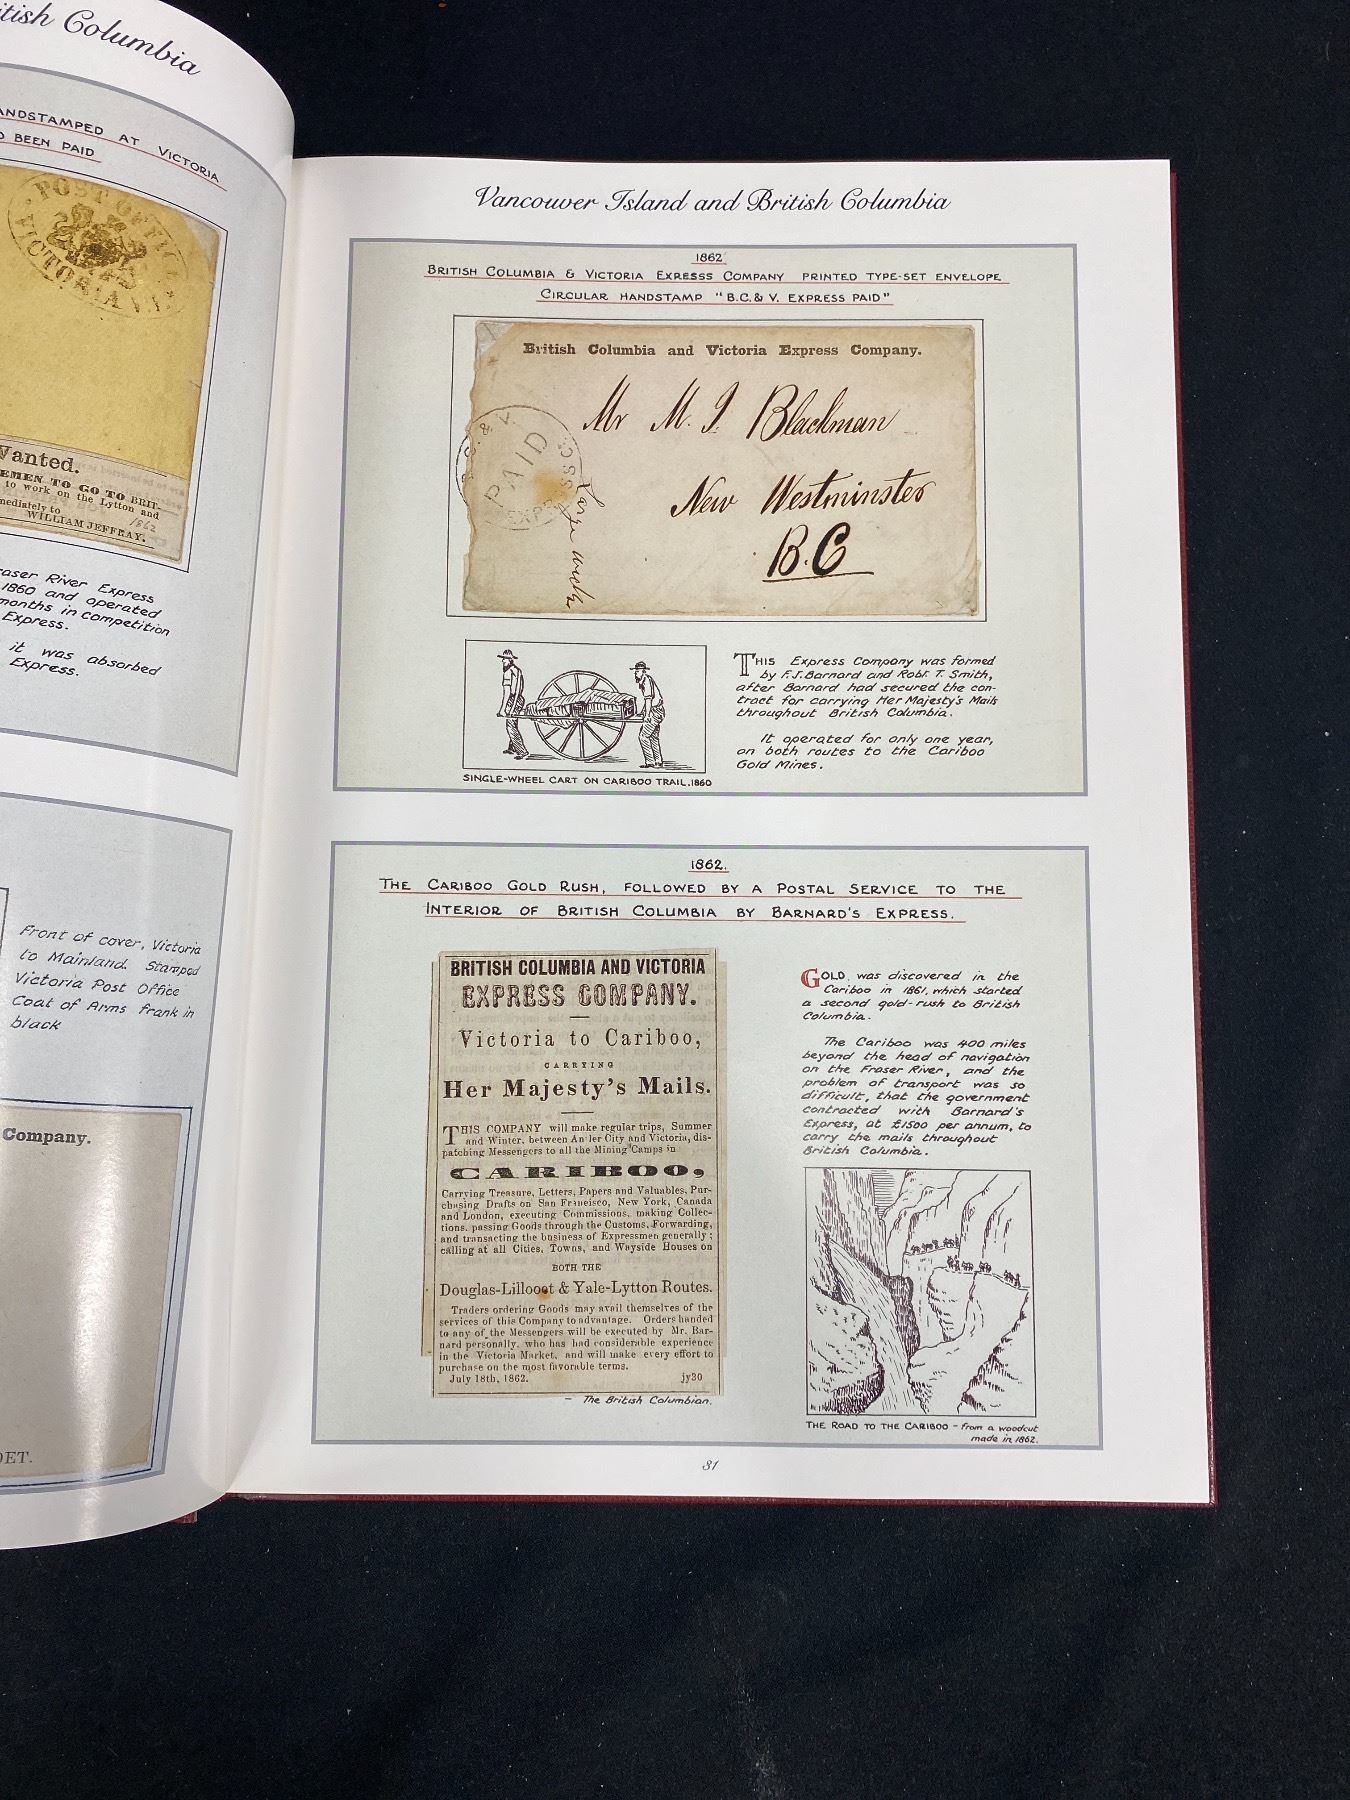 tish Columbia
ANDSTAMPED AT VICTORIA
BEEN PAID
POST OFFICE
VICTORIA V.I.
Wanted.
EMEN TO GO TO BRIT-
to work on the Lytton and
mediately to
WILLIAM JEFFRAY.
1862
raser River Express
1860 and operated
months in competition
Express.
it was absorbed
Express.
Front of cover, Victoria
to Mainland. Stamped
Victoria Post Office
Coat of Arms frank in
black
Company.
ET.
Vancouver Island and British Columbia
1862
BRITISH COLUMBIA & VICTORIA EXPRESSS COMPANY PRINTED TYPE-SET ENVELOPE
CIRCULAR HANDSTAMP "B.C.& V. EXPRESS PAID"
British Columbia and Victoria Express Company.
Mr M. J. Blackman
New Westminster
B.C
PAID
THIS Express Company was formed
by F.J. Barnard and Robt T. Smith,
after Barnard had secured the con-
tract for carrying Her Majesty's Mails
throughout British Columbia.
It operated for only one year,
on both routes to the Cariboo
Gold Mines.
SINGLE-WHEEL CART ON CARIBOO TRAIL.1860
1862.
THE CARIBOO GOLD RUSH, FOLLOWED BY A POSTAL SERVICE TO THE
INTERIOR OF BRITISH COLUMBIA BY BARNARD'S EXPRESS.
BRITISH COLUMBIA AND VICTORIA
EXPRESS COMPANY.
Victoria to Cariboo,
CARRYING
Her Majesty's Mails.
THIS COMPANY will make regular trips, Summer
and Winter, between Antler City and Victoria, dis-
patching Messengers to all the Mining Camps in
CARIBOO,
Carrying Treasure, Letters, Papers and Valuables, Pur-
chasing Drafts on San Francisco, New York, Canada
and London, executing Commissions, making Collec-
tions, passing Goods through the Customs, Forwarding,
and transacting the business of Expressmen generally;
calling at all Cities, Towns, and Wayside Houses on
BOTH THE
Douglas-Lillooet & Yale-Lytton Routes.
Traders ordering Goods may avail themselves of the
services of this Company to advantage. Orders handed
to any of the Messengers will be executed by Mr. Bar-
nard personally, who has had considerable experience
in the Victoria Market, and will make every effort to
purchase on the most favorable terms.
July 18th, 1862. jy30
- The British Columbian.
GOLD was discovered in the
Cariboo in 1861, which started
a second gold-rush to British
Columbia.
The Cariboo was 400 miles
beyond the head of navigation
on the Fraser River, and the
problem of transport was so
difficult, that the government
contracted with Barnard's
Express, at £1500 per annum, to
carry the mails throughout
British Columbia.
THE ROAD TO THE CARIBOO - from a woodcut
made in 1862.
31